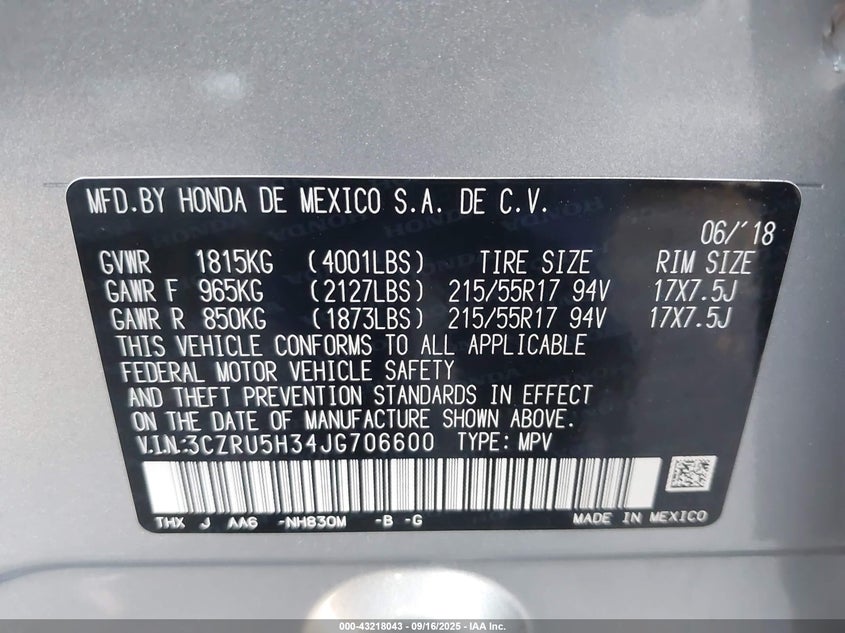 MFD.BY HONDA DE MEXICO S.A. DE C.V.
06/'18
GVWR 1815KG (4001LBS) TIRE SIZE RIM SIZE
GAWR F 965KG (2127LBS) 215/55R17 94V 17X7.5J
GAWR R 850KG (1873LBS) 215/55R17 94V 17X7.5J
THIS VEHICLE CONFORMS TO ALL APPLICABLE
FEDERAL MOTOR VEHICLE SAFETY
AND THEFT PREVENTION STANDARDS IN EFFECT
ON THE DATE OF MANUFACTURE SHOWN ABOVE.
V.I.N.:3CZRU5H34JG706600 TYPE: MPV
THX J AA6 -NH830M -B -G MADE IN MEXICO
000-43218043 - 09/16/2025 - IAA Inc.